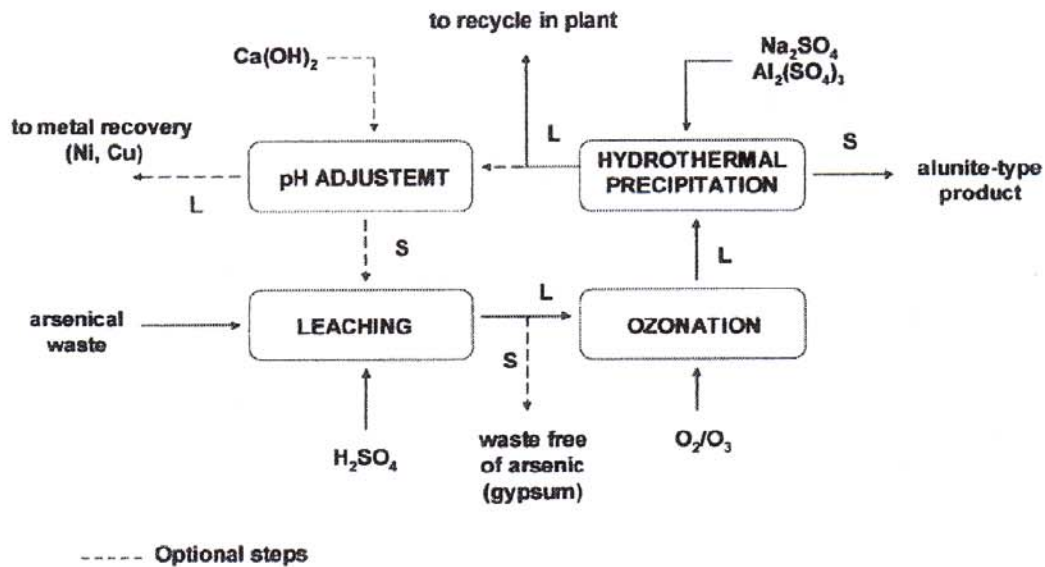 to recycle in plant
Ca(OH)₂
Na₂SO₄
Al₂(SO₄)₃
to metal recovery
(Ni, Cu)
L
pH ADJUSTEMT
L
HYDROTHERMAL
PRECIPITATION
S
alunite-type
product
S
L
arsenical
waste
LEACHING
L
S
OZONATION
H₂SO₄
waste free
of arsenic
(gypsum)
O₂/O₃
Optional steps